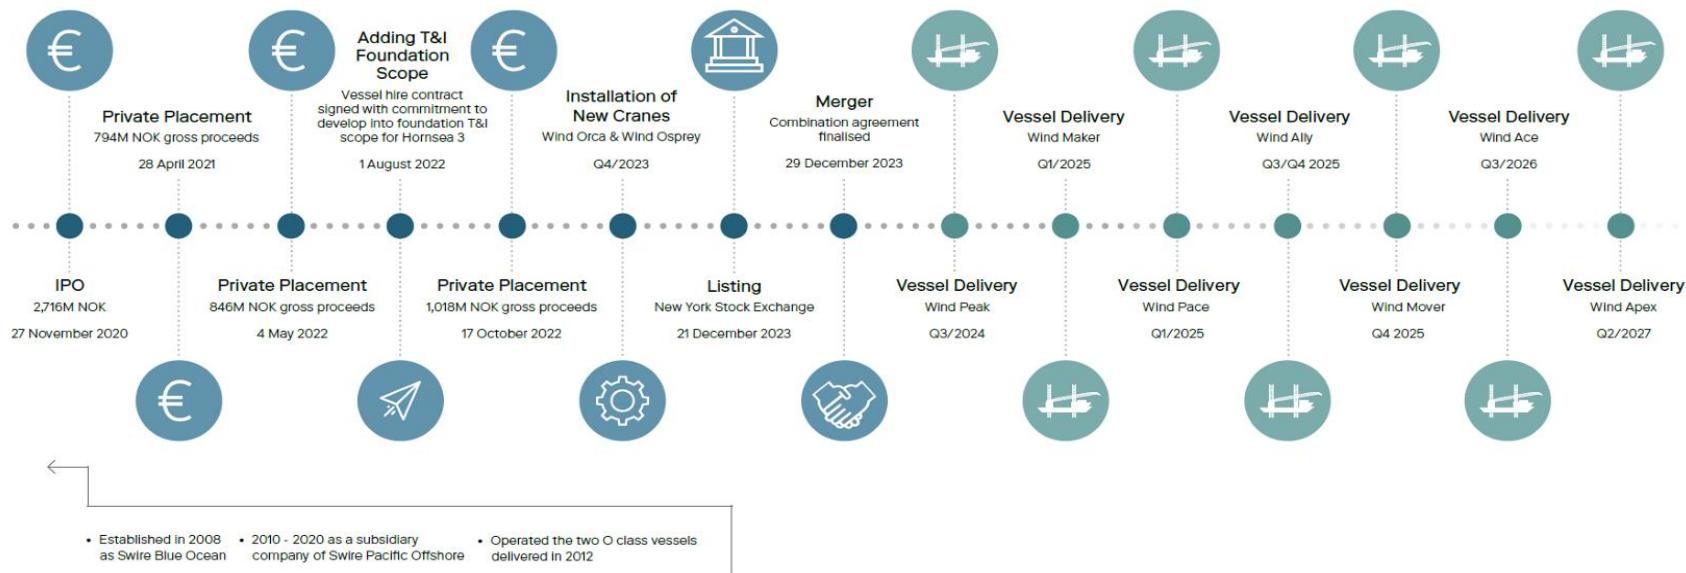 €
IPO
2,716M NOK
27 November 2020
Private Placement
794M NOK gross proceeds
28 April 2021
€
€
Private Placement
846M NOK gross proceeds
4 May 2022
Adding T&I
Foundation
Scope
Vessel hire contract
signed with commitment to
develop into foundation T&I
scope for Hornsea 3
1 August 2022
€
Private Placement
1,018M NOK gross proceeds
17 October 2022
Installation of
New Cranes
Wind Orca & Wind Osprey
Q4/2023
Listing
New York Stock Exchange
21 December 2023
Merger
Combination agreement
finalised
29 December 2023
Vessel Delivery
Wind Peak
Q3/2024
Vessel Delivery
Wind Maker
Q1/2025
Vessel Delivery
Wind Pace
Q1/2025
Vessel Delivery
Wind Ally
Q3/Q4 2025
Vessel Delivery
Wind Mover
Q4 2025
Vessel Delivery
Wind Ace
Q3/2026
Vessel Delivery
Wind Apex
Q2/2027
• Established in 2008
as Swire Blue Ocean
• 2010 - 2020 as a subsidiary
company of Swire Pacific Offshore
• Operated the two O class vessels
delivered in 2012